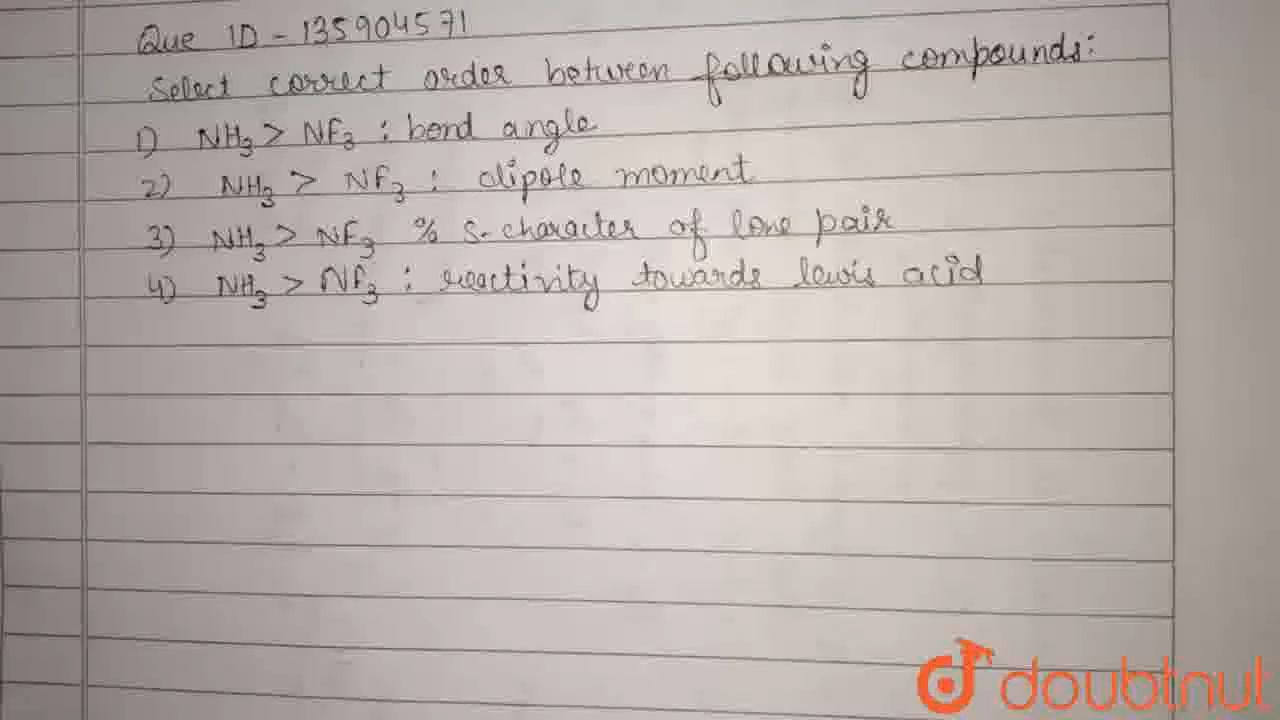 Que ID - 135904571
Select correct order between following compounds:
1) NH3 > NF3 : bond angle
2) NH3 > NF3 : dipole moment
3) NH3 > NF3 % s-character of lone pair
4) NH3 > NF3 : reactivity towards lewis acid
doubtnut